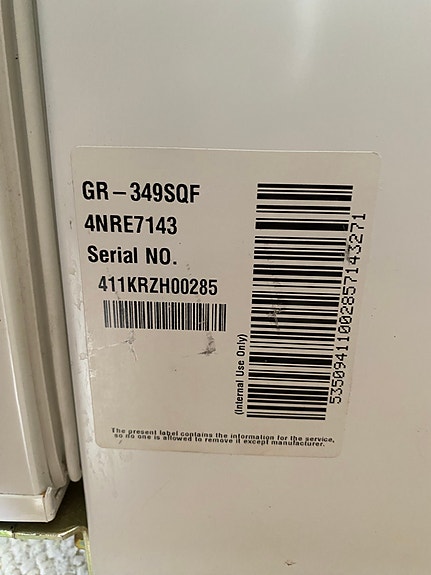 GR-349SQF
4NRE7143
Serial NO.
411KRZH00285
(Internal Use Only)
53509411002857143271
The present label contains the information for the service,
so no one is allowed to remove it except manufacturer.